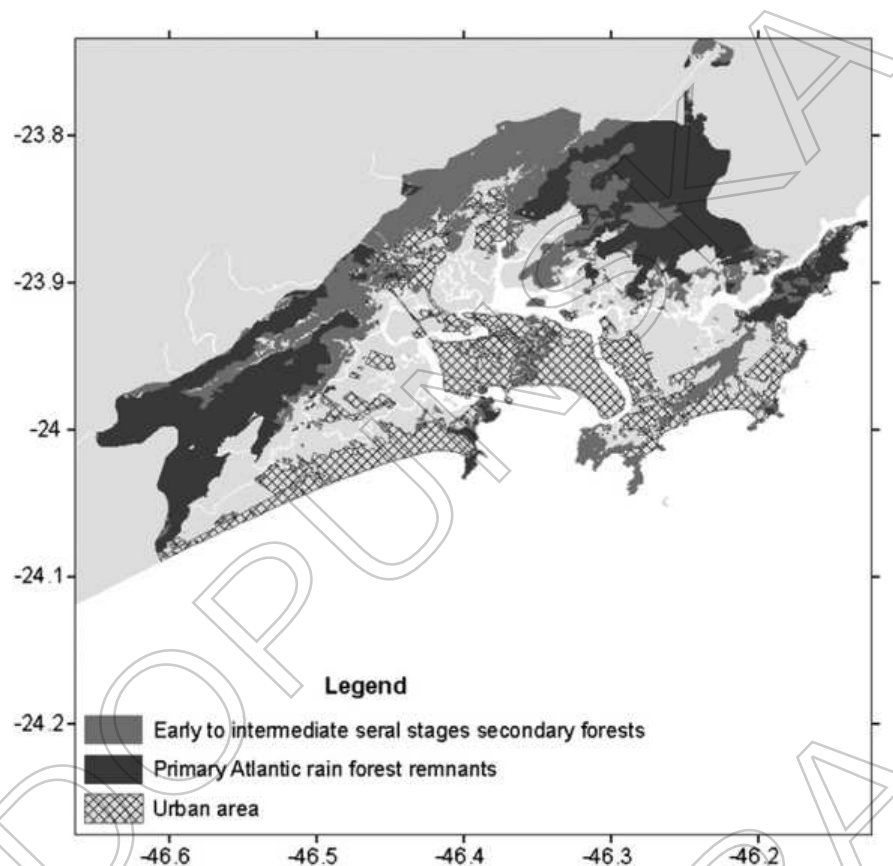 -23.8
-23.9
-24
-24.1
-24.2
Legend
Early to intermediate seral stages secondary forests
Primary Atlantic rain forest remnants
Urban area
-46.6 -46.5 -46.4 -46.3 -46.2